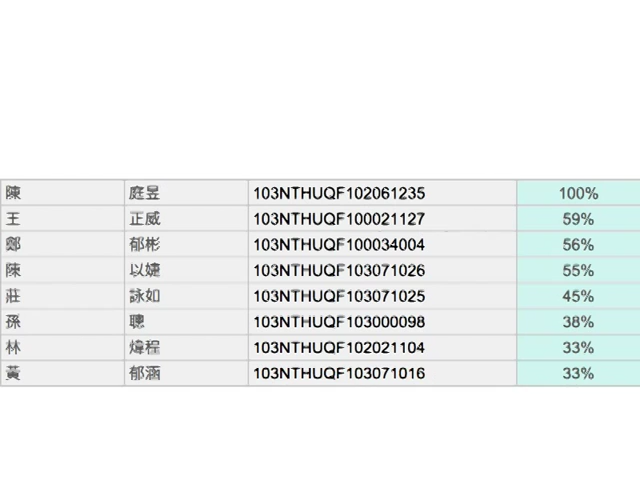 陳 庭昱 103NTHUQF102061235 100%
王 正威 103NTHUQF100021127 59%
鄭 郁彬 103NTHUQF100034004 56%
陳 以婕 103NTHUQF103071026 55%
莊 詠如 103NTHUQF103071025 45%
孫 聰 103NTHUQF103000098 38%
林 煒程 103NTHUQF102021104 33%
黃 郁涵 103NTHUQF103071016 33%